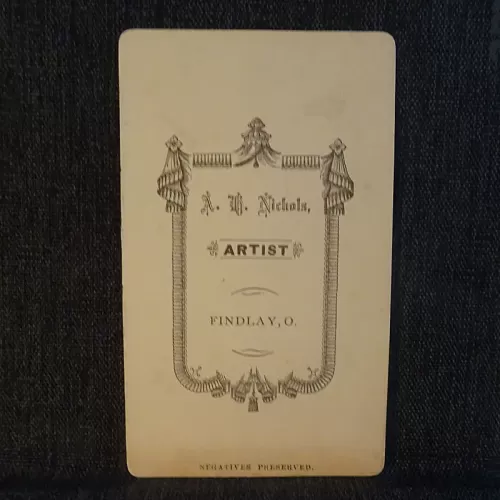 A. B. Nichols,
ARTIST
FINDLAY, O.
NEGATIVES PRESERVED.